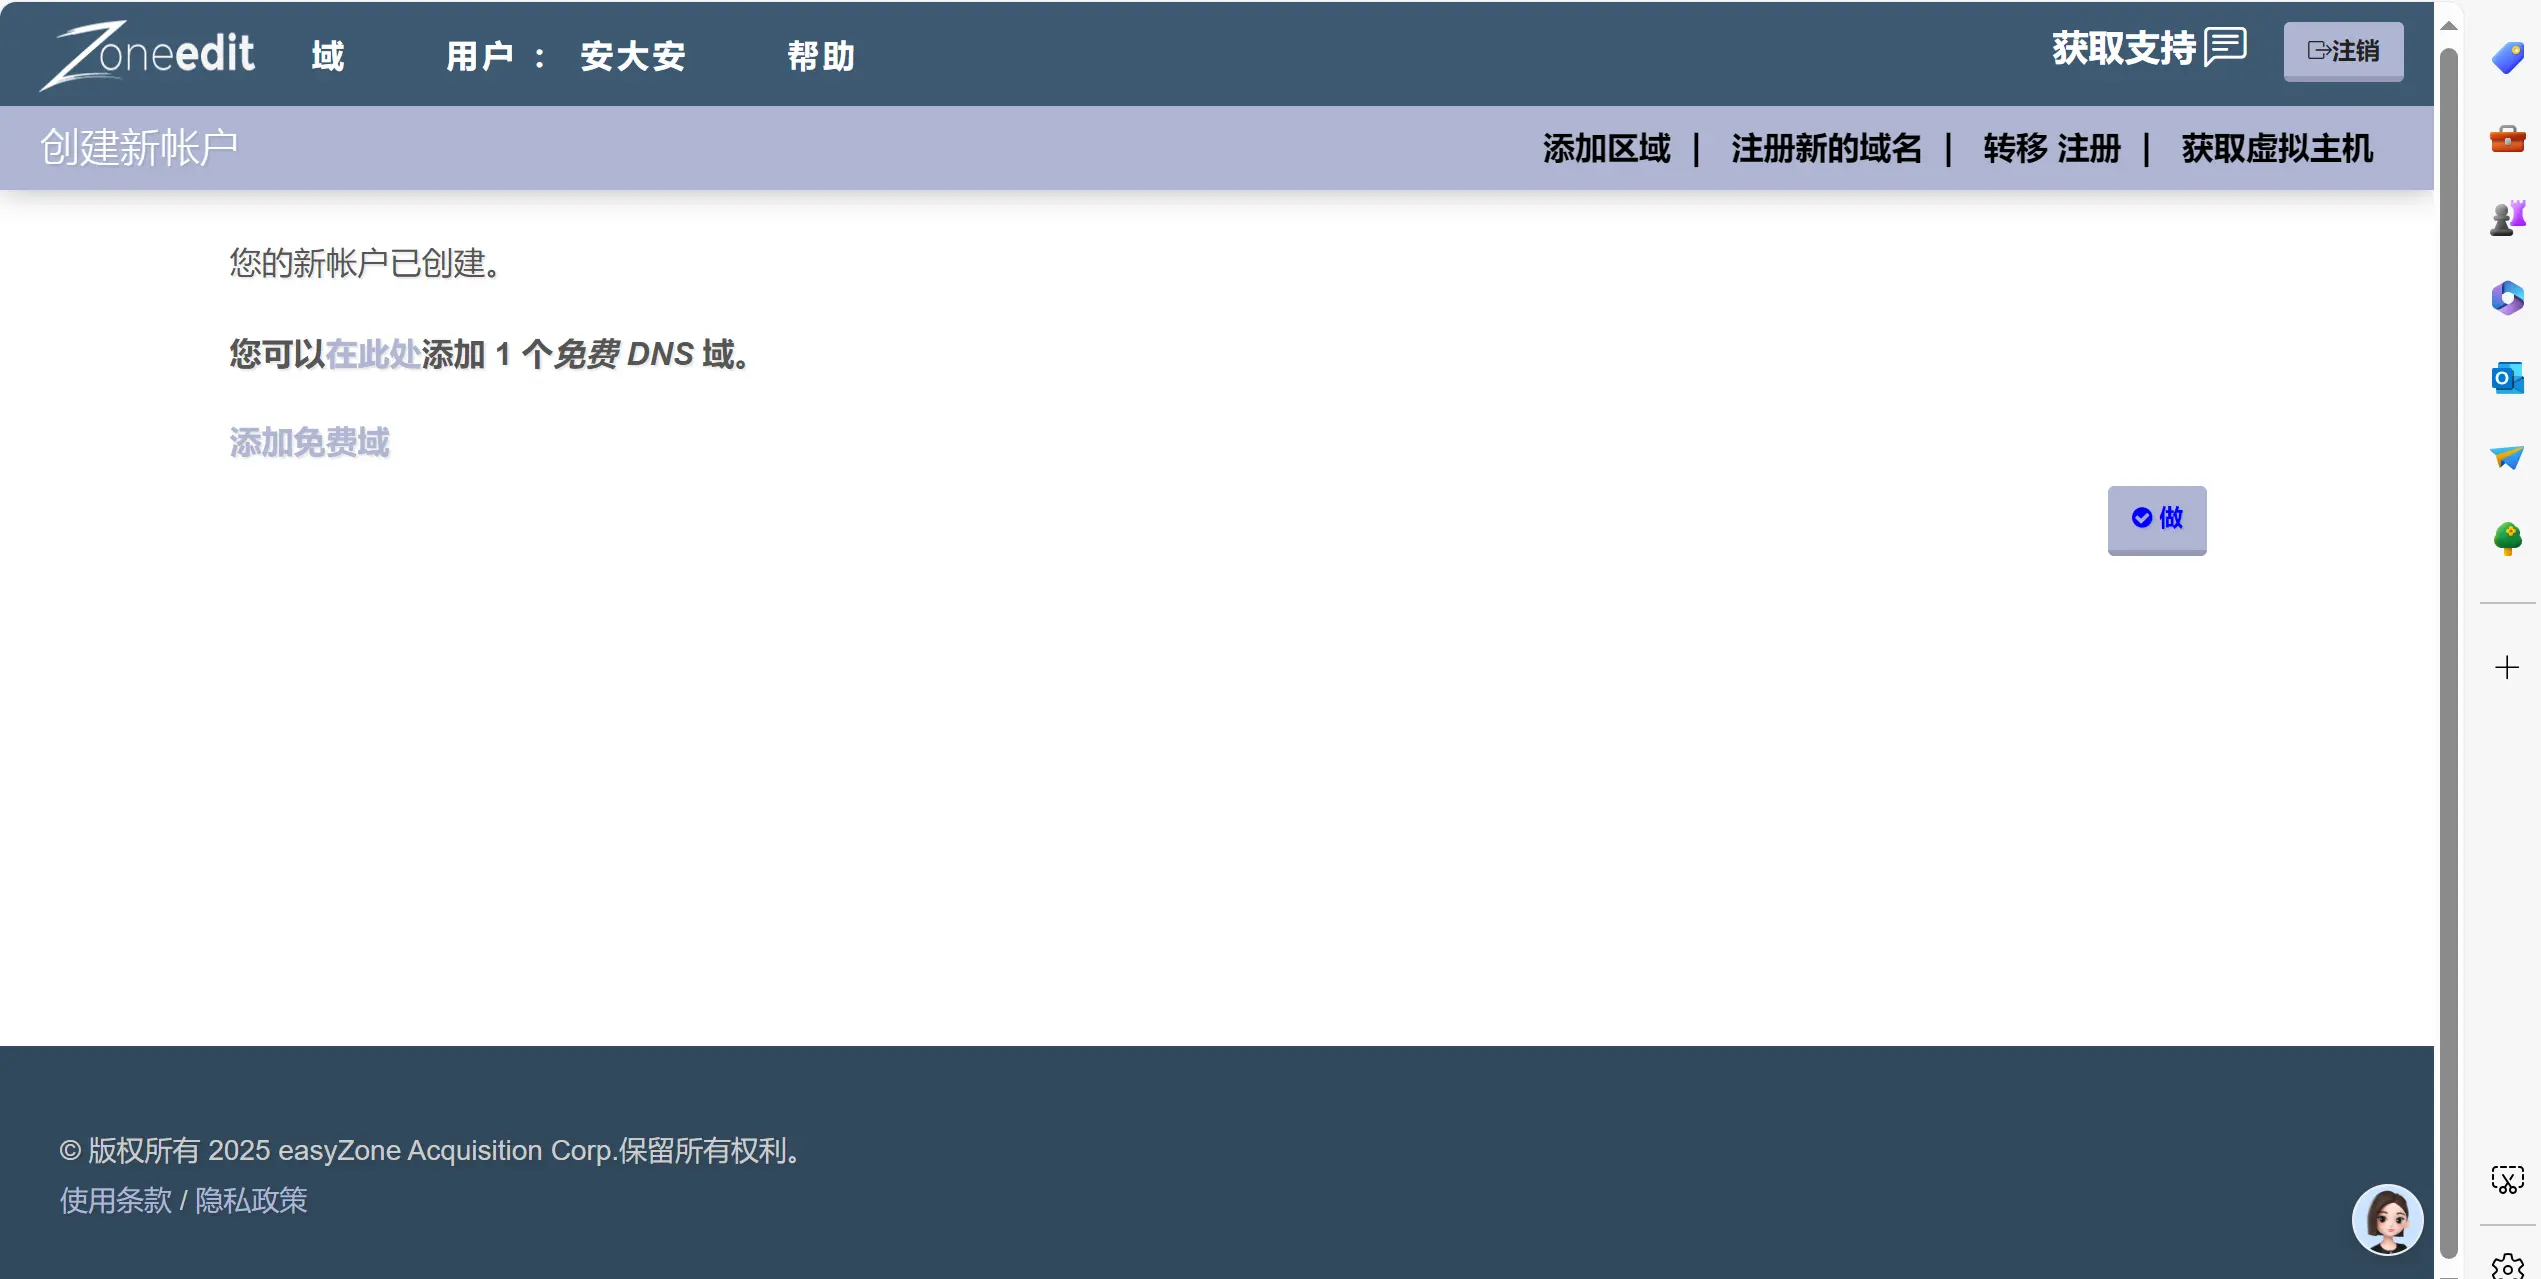 Zoneedit 域 用户 : 安大安 帮助 获取支持 注销
创建新帐户 添加区域 | 注册新的域名 | 转移 注册 | 获取虚拟主机
您的新帐户已创建。
您可以在此处添加 1 个免费 DNS 域。
添加免费域
做
© 版权所有 2025 easyZone Acquisition Corp.保留所有权利。
使用条款 / 隐私政策